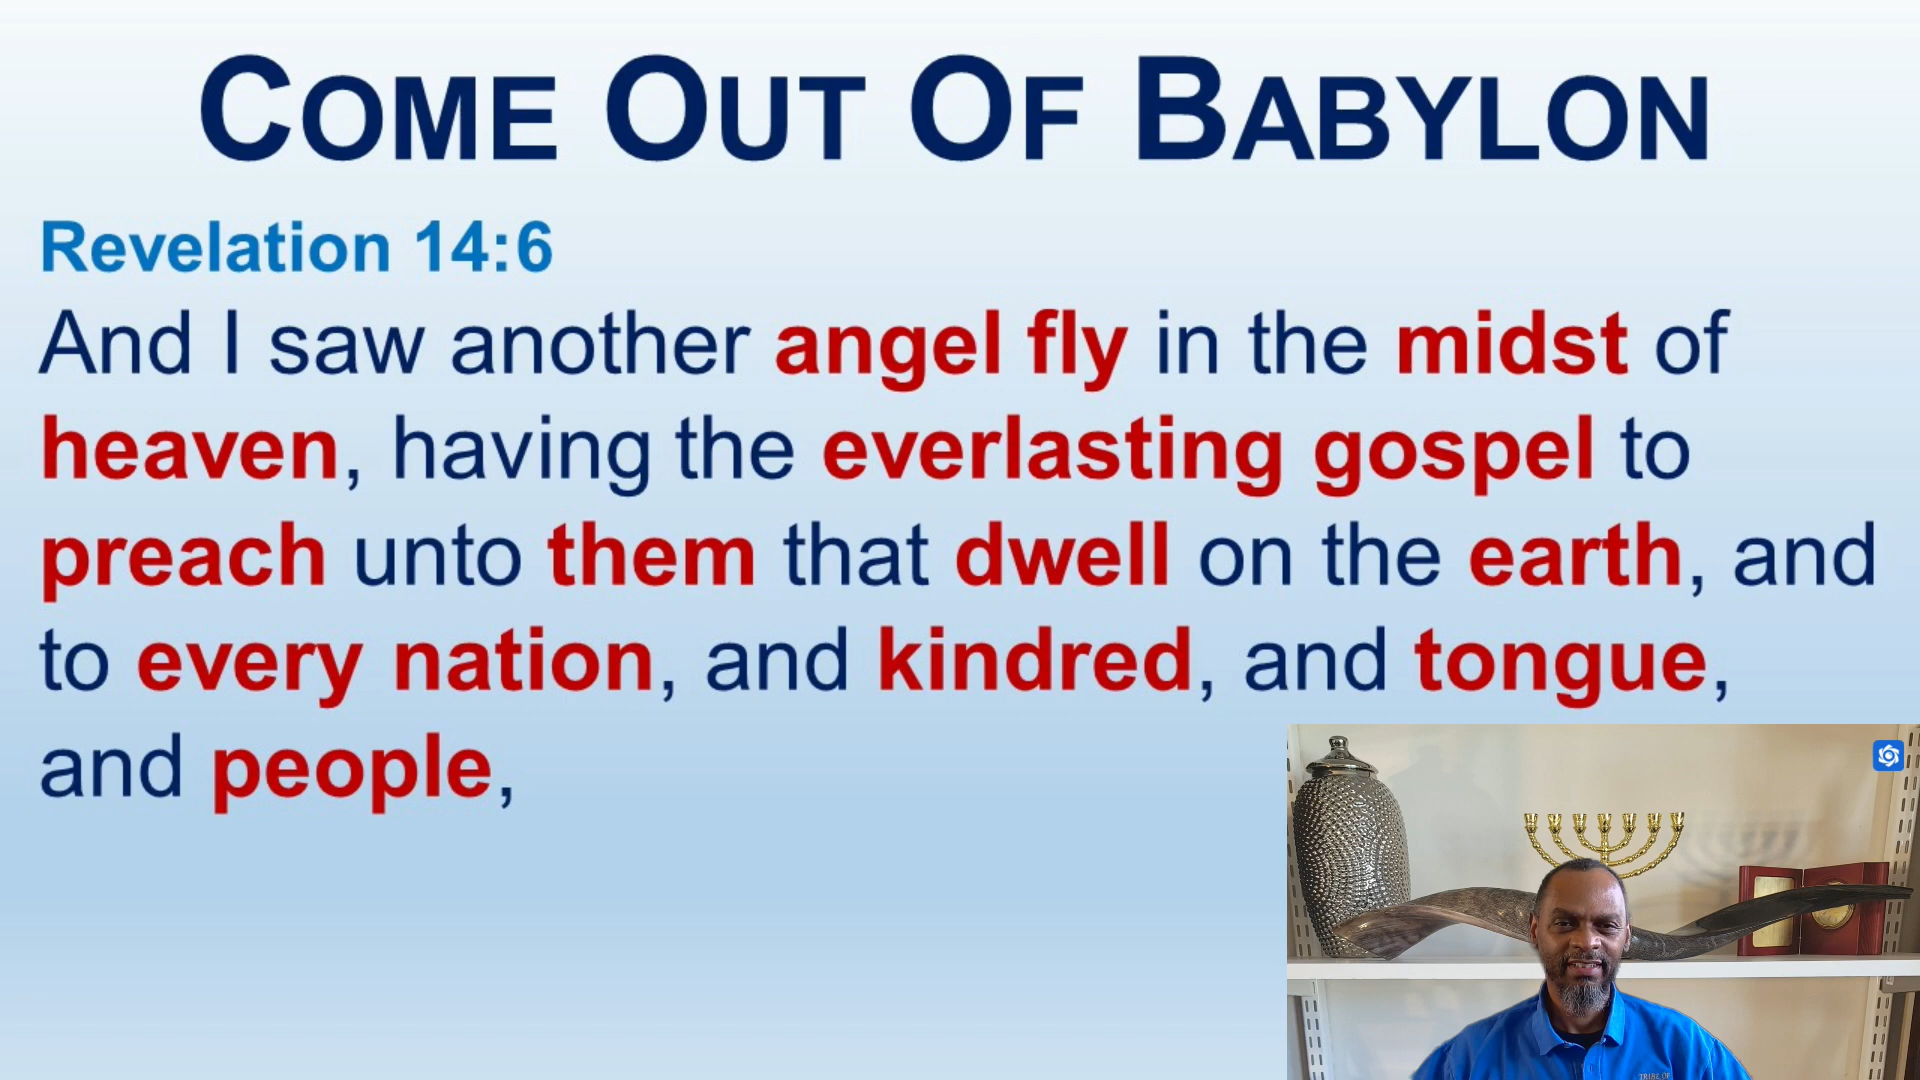 COME OUT OF BABYLON
Revelation 14:6
And I saw another angel fly in the midst of
heaven, having the everlasting gospel to
preach unto them that dwell on the earth, and
to every nation, and kindred, and tongue,
and people,
TRIBE OF